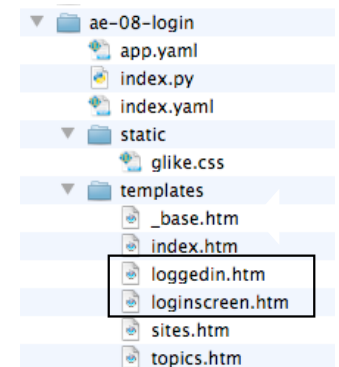 ae-08-login
app.yaml
index.py
index.yaml
static
glike.css
templates
_base.htm
index.htm
loggedin.htm
loginscreen.htm
sites.htm
topics.htm